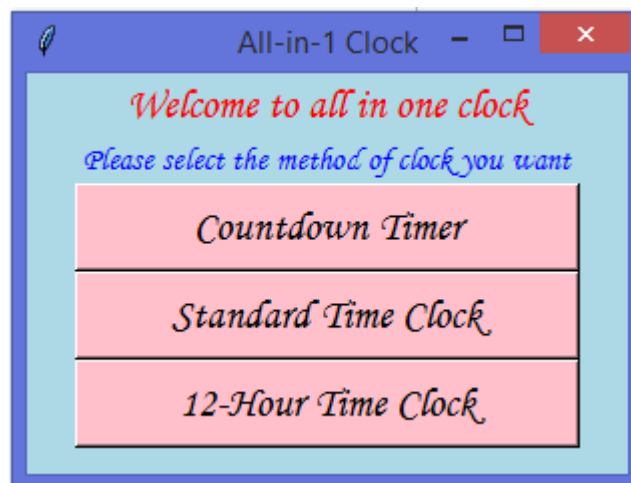 All-in-1 Clock
Welcome to all in one clock
Please select the method of clock you want
Countdown Timer
Standard Time Clock
12-Hour Time Clock